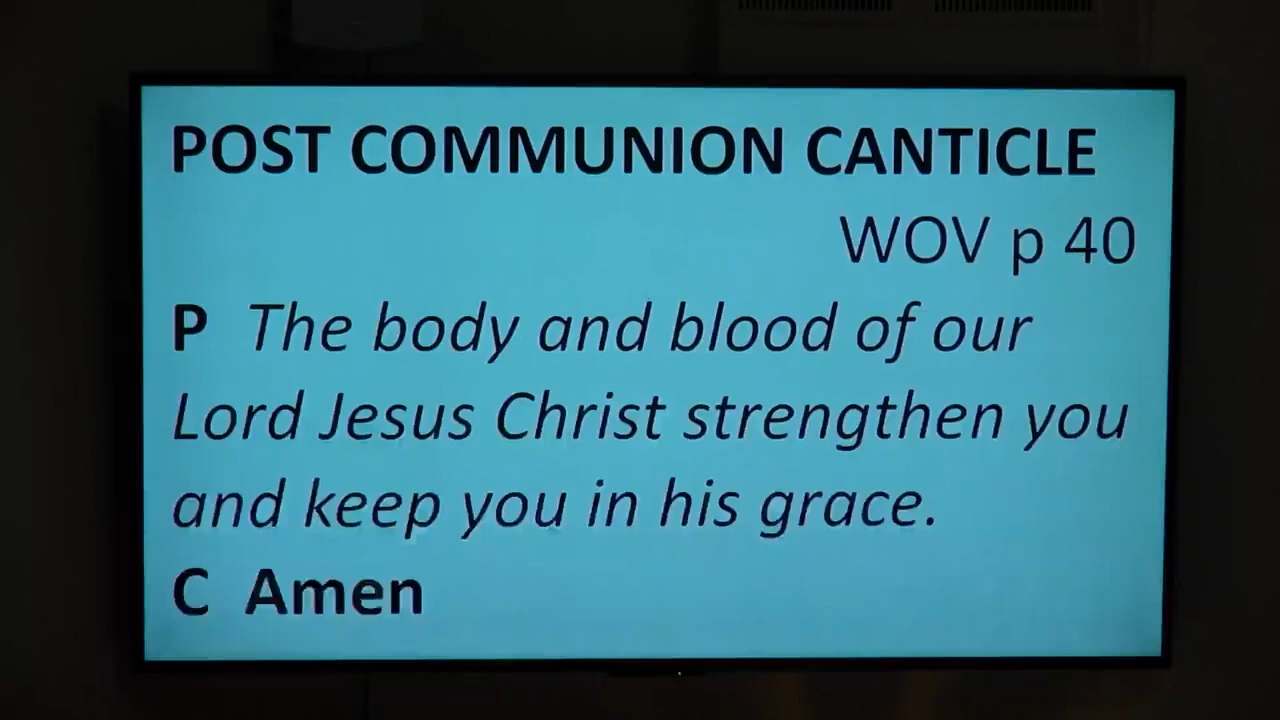 POST COMMUNION CANTICLE
WOV p 40
P The body and blood of our
Lord Jesus Christ strengthen you
and keep you in his grace.
C Amen